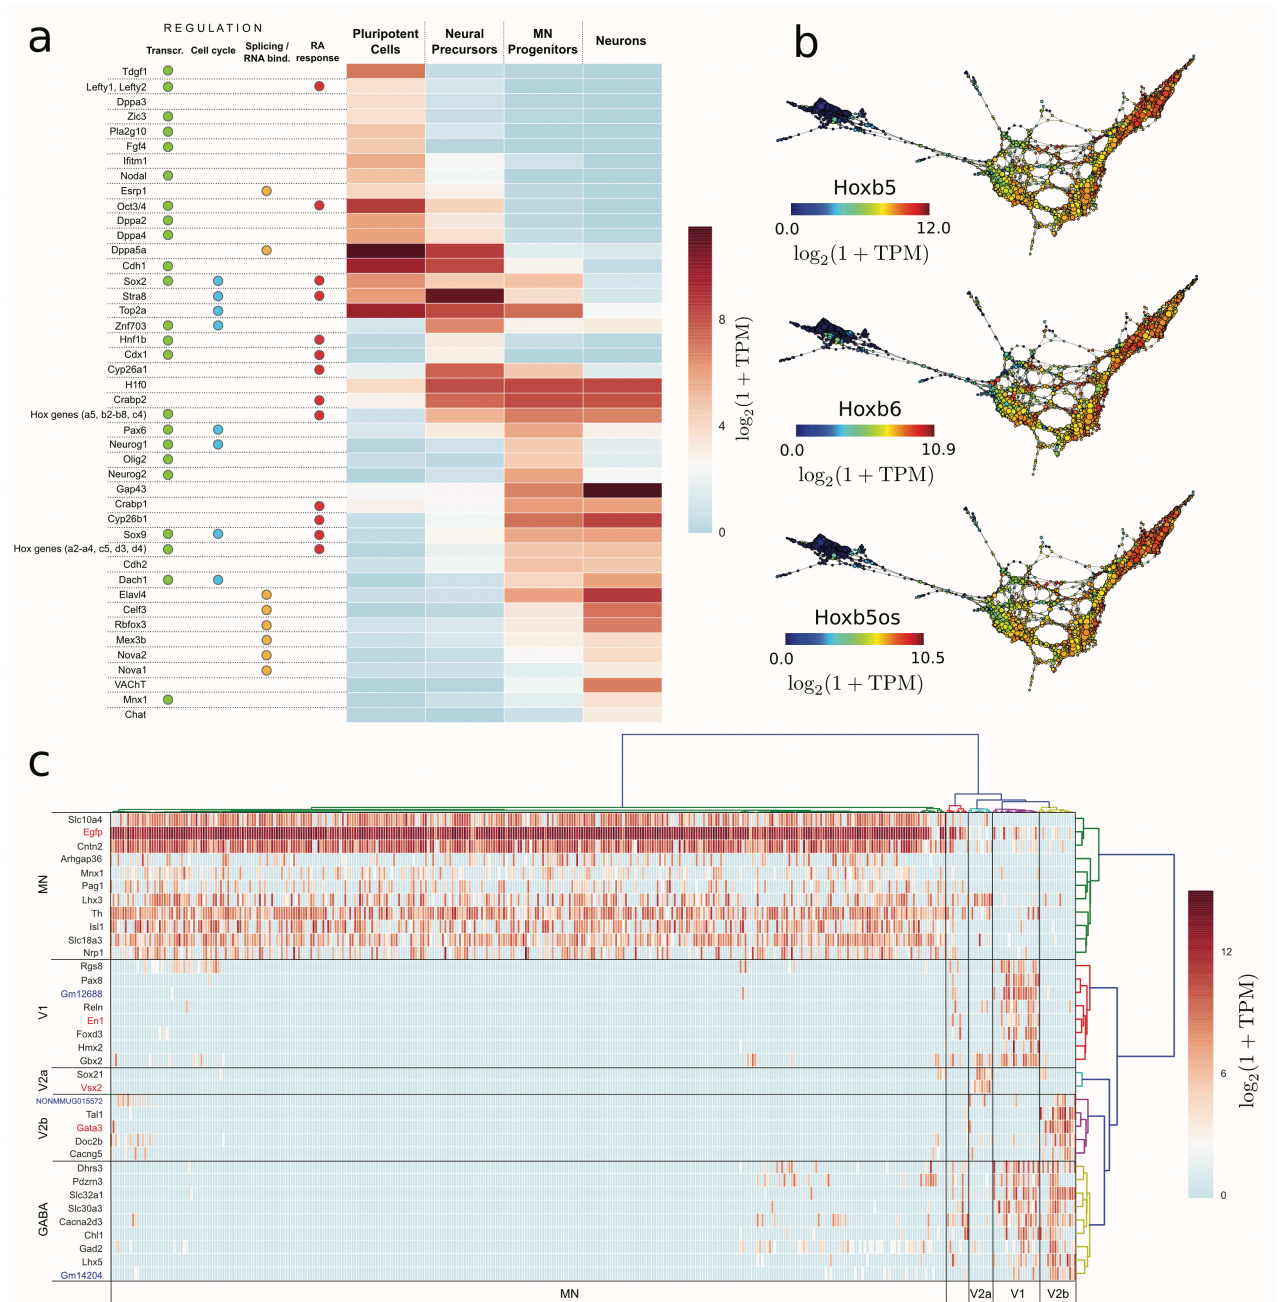 a
REGULATION
Transcr.
Cell cycle
Splicing /
RNA bind.
RA
response
Pluripotent
Cells
Neural
Precursors
MN
Progenitors
Neurons
Tdgf1
Lefty1, Lefty2
Dppa3
Zic3
Pla2g10
Fgf4
Ifitm1
Nodal
Esrp1
Oct3/4
Dppa2
Dppa4
Dppa5a
Cdh1
Sox2
Stra8
Top2a
Znf703
Hnf1b
Cdx1
Cyp26a1
H1f0
Crabp2
Hox genes (a5, b2-b8, c4)
Pax6
Neurog1
Olig2
Neurog2
Gap43
Crabp1
Cyp26b1
Sox9
Hox genes (a2-a4, c5, d3, d4)
Cdh2
Dach1
Elavl4
Celf3
Rbfox3
Mex3b
Nova2
Nova1
VAChT
Mnx1
Chat
8
4
0
log2(1 + TPM)
b
Hoxb5
0.0
12.0
log2(1 + TPM)
Hoxb6
0.0
10.9
log2(1 + TPM)
Hoxb5os
0.0
10.5
log2(1 + TPM)
c
MN
Slc10a4
Egfp
Cntn2
Arhgap36
Mnx1
Pag1
Lhx3
Th
Isl1
Slc18a3
Nrp1
V1
Rgs8
Pax8
Gm12688
Reln
En1
Foxd3
Hmx2
Gbx2
V2a
Sox21
Vsx2
V2b
NONMMUG015572
Tal1
Gata3
Doc2b
Cacng5
GABA
Dhrs3
Pdzrn3
Slc32a1
Slc30a3
Cacna2d3
Chl1
Gad2
Lhx5
Gm14204
MN
V2a
V1
V2b
12
6
0
log2(1 + TPM)